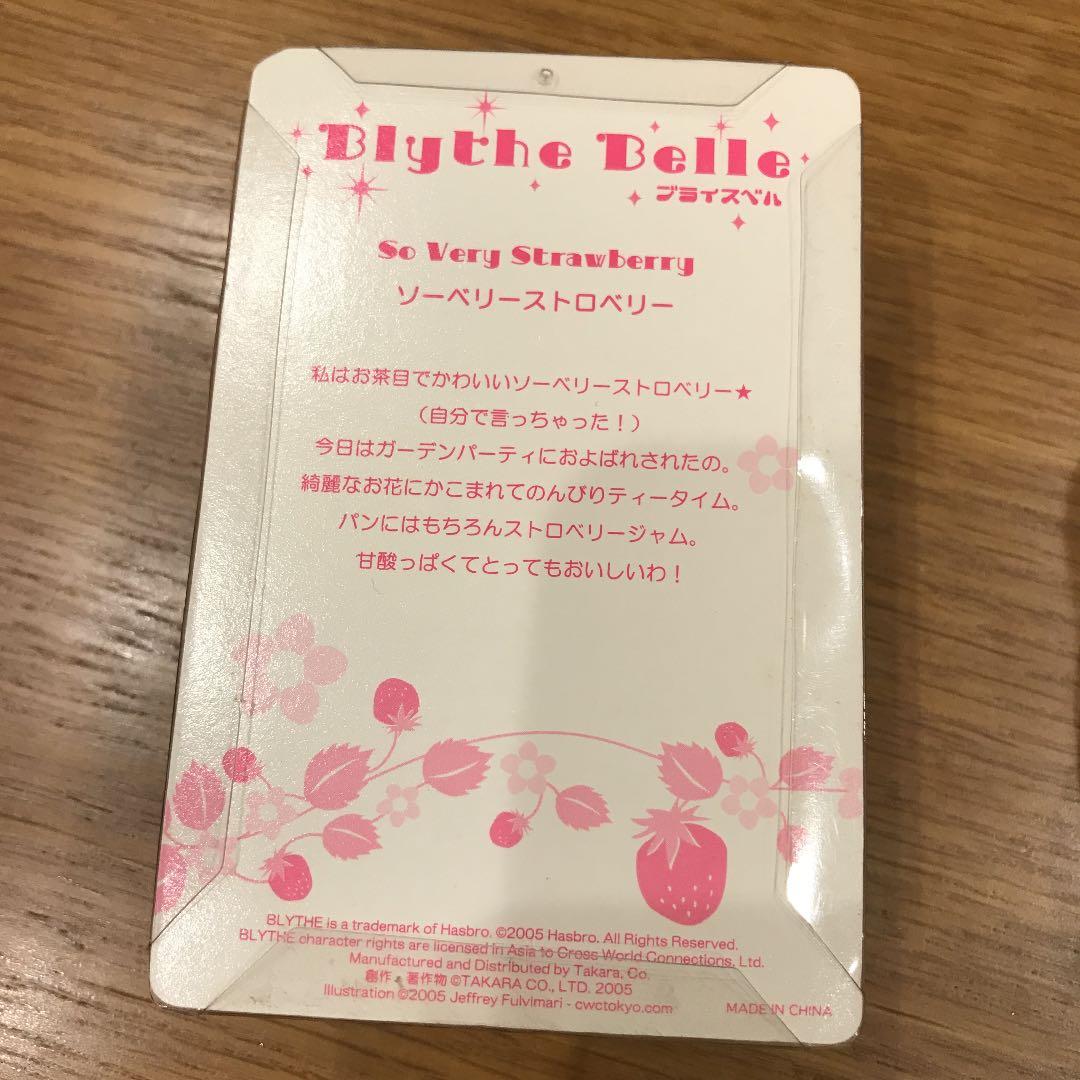 Blythe Belle
ブライスベル
So Very Strawberry
ソーベリーストロベリー
私はお茶目でかわいいソーベリーストロベリー★
（自分で言っちゃった！）
今日はガーデンパーティにおよばれされたの。
綺麗なお花にかこまれてのんびりティータイム。
パンにはもちろんストロベリージャム。
甘酸っぱくてとってもおいしいわ！
BLYTHE is a trademark of Hasbro. ©2005 Hasbro. All Rights Reserved.
BLYTHE character rights are licensed in Asia to Cross World Connections, Ltd.
Manufactured and Distributed by Takara, Co.
創作・著作物 ©TAKARA CO., LTD. 2005
Illustration ©2005 Jeffrey Fulvimari - cwctokyo.com
MADE IN CHINA